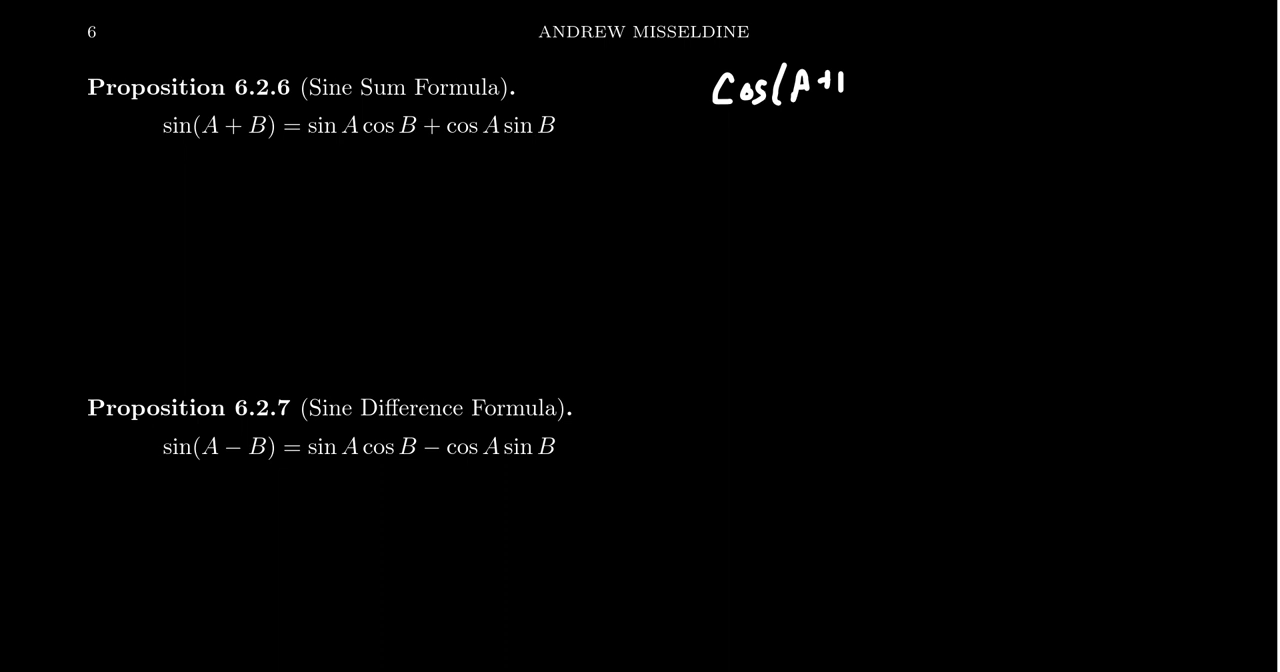 6 ANDREW MISSELDINE
Proposition 6.2.6 (Sine Sum Formula).
cos(A+
sin(A + B) = sin A cos B + cos A sin B
Proposition 6.2.7 (Sine Difference Formula).
sin(A − B) = sin A cos B − cos A sin B